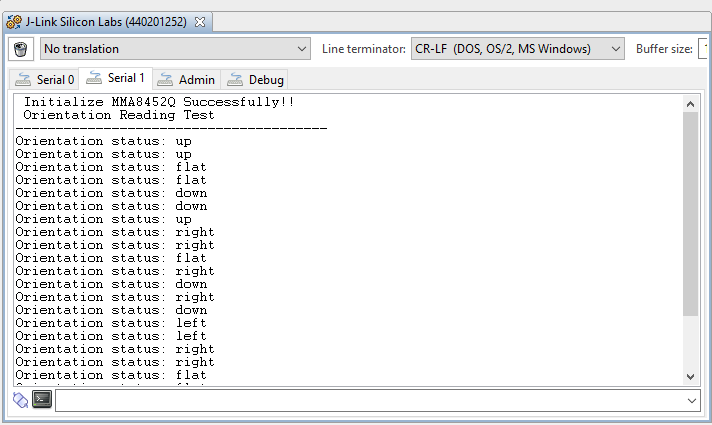 J-Link Silicon Labs (440201252)
No translation
Line terminator: CR-LF (DOS, OS/2, MS Windows)
Buffer size:
Serial 0 Serial 1 Admin Debug
Initialize MMA8452Q Successfully!!
Orientation Reading Test
---------------------------------------
Orientation status: up
Orientation status: up
Orientation status: flat
Orientation status: flat
Orientation status: down
Orientation status: down
Orientation status: up
Orientation status: right
Orientation status: right
Orientation status: flat
Orientation status: right
Orientation status: down
Orientation status: right
Orientation status: down
Orientation status: left
Orientation status: left
Orientation status: right
Orientation status: right
Orientation status: flat
Orientation status: flat